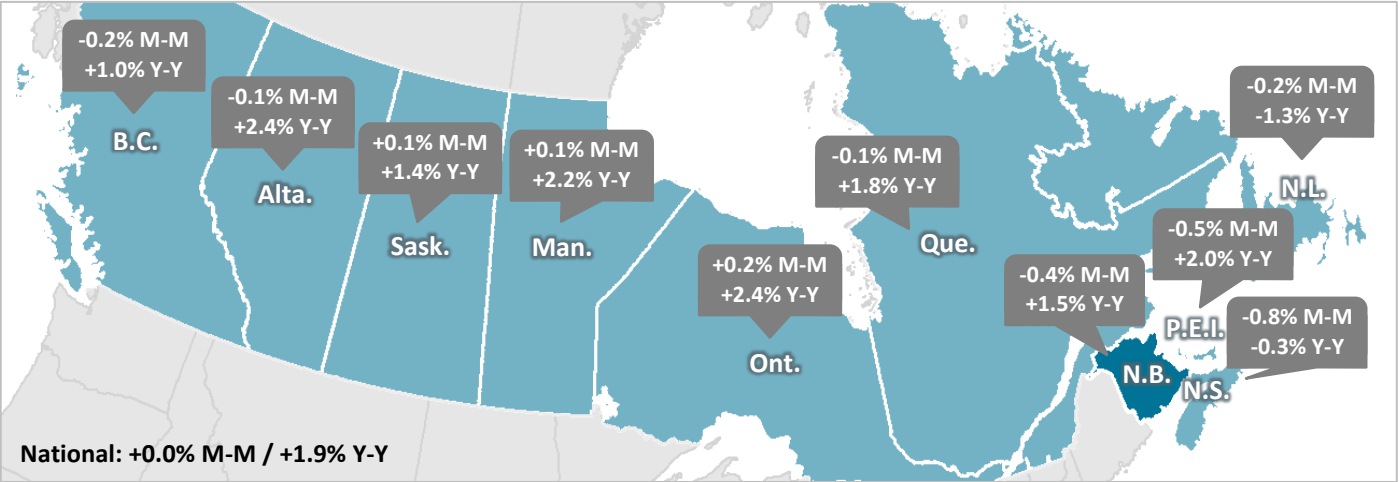 -0.2% M-M
+1.0% Y-Y
B.C.
-0.1% M-M
+2.4% Y-Y
Alta.
+0.1% M-M
+1.4% Y-Y
Sask.
+0.1% M-M
+2.2% Y-Y
Man.
+0.2% M-M
+2.4% Y-Y
Ont.
-0.1% M-M
+1.8% Y-Y
Que.
-0.2% M-M
-1.3% Y-Y
N.L.
-0.5% M-M
+2.0% Y-Y
P.E.I.
-0.4% M-M
+1.5% Y-Y
N.B.
-0.8% M-M
-0.3% Y-Y
N.S.
National: +0.0% M-M / +1.9% Y-Y